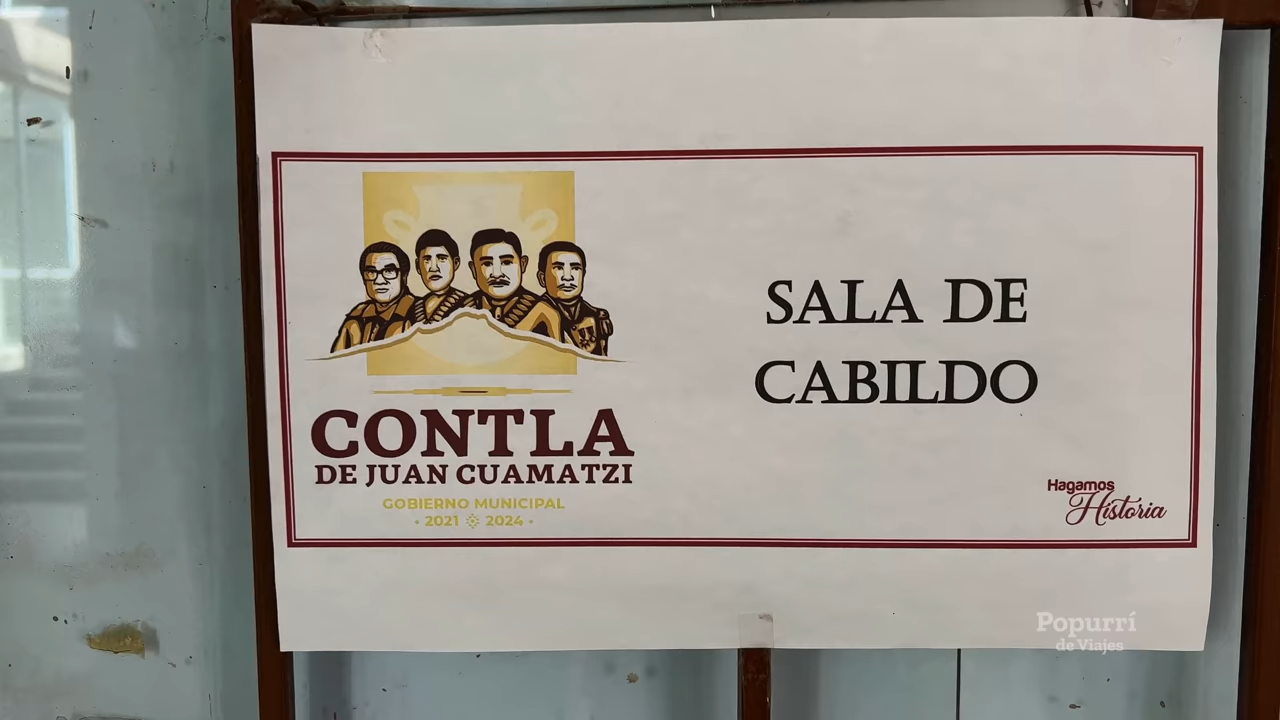 CONTLA
DE JUAN CUAMATZI
GOBIERNO MUNICIPAL
· 2021 ※ 2024 ·
SALA DE
CABILDO
Hagamos
Historia
Popurrí
de Viajes